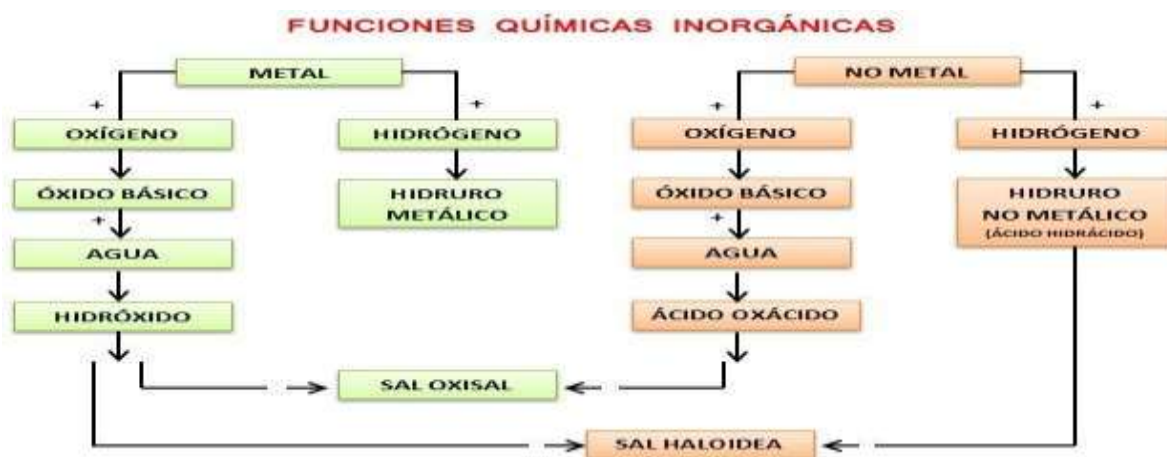 FUNCIONES QUÍMICAS INORGÁNICAS
METAL
NO METAL
+
+
+
+
OXÍGENO
HIDRÓGENO
OXÍGENO
HIDRÓGENO
ÓXIDO BÁSICO
HIDRURO
METÁLICO
ÓXIDO BÁSICO
HIDRURO
NO METÁLICO
(ÁCIDO HIDRÁCIDO)
+
+
AGUA
AGUA
HIDRÓXIDO
ÁCIDO OXÁCIDO
SAL OXISAL
SAL HALOIDEA